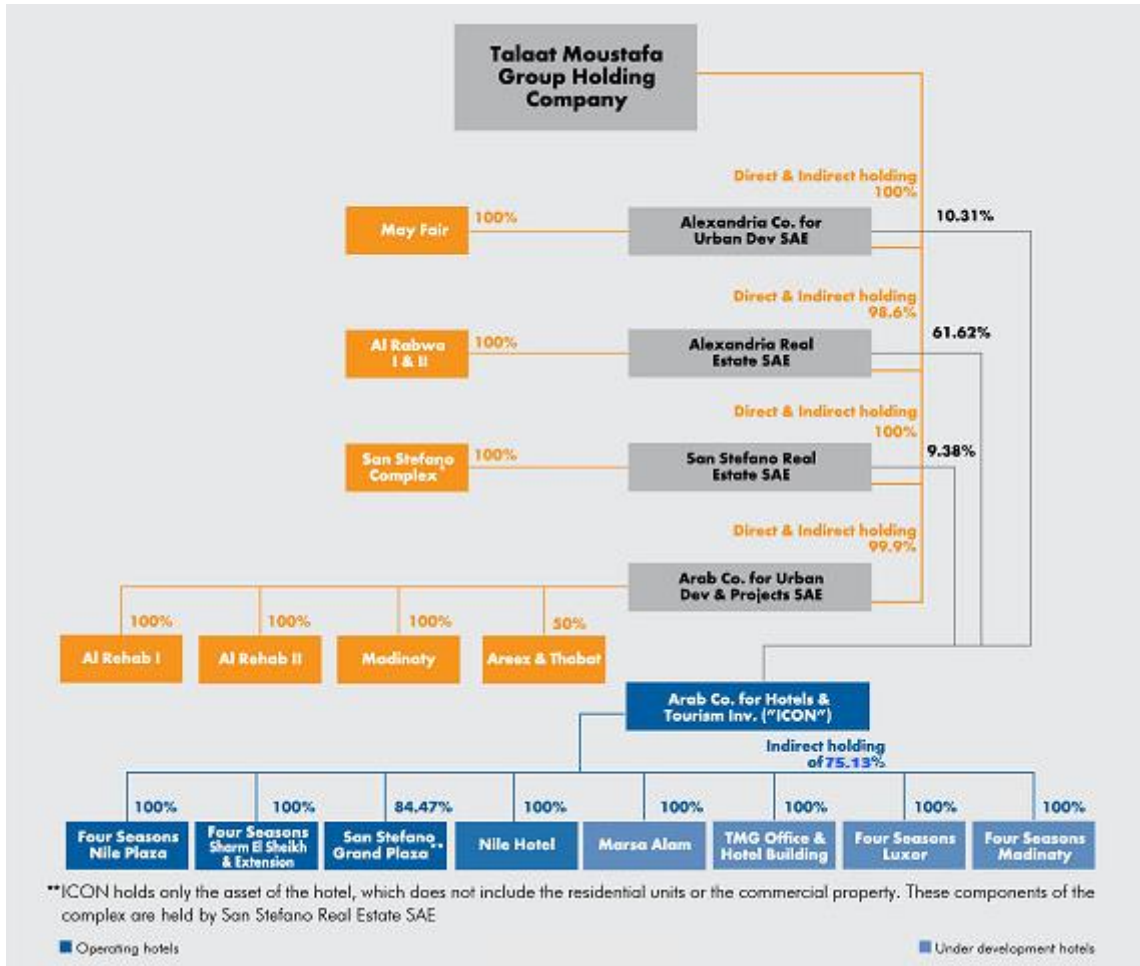 Talaat Moustafa
Group Holding
Company
Direct & Indirect holding
100%
10.31%
May Fair
100%
Alexandria Co. for
Urban Dev SAE
Direct & Indirect holding
98.6%
61.62%
Al Rabwa
I & II
100%
Alexandria Real
Estate SAE
Direct & Indirect holding
100%
9.38%
San Stefano
Complex*
100%
San Stefano Real
Estate SAE
Direct & Indirect holding
99.9%
Arab Co. for Urban
Dev & Projects SAE
100%
100%
100%
50%
Al Rehab I
Al Rehab II
Madinaty
Areez & Thabat
Arab Co. for Hotels &
Tourism Inv. ("ICON")
Indirect holding
of 75.13%
100%
100%
84.47%
100%
100%
100%
100%
100%
Four Seasons
Nile Plaza
Four Seasons
Sharm El Sheikh
& Extension
San Stefano
Grand Plaza**
Nile Hotel
Marsa Alam
TMG Office &
Hotel Building
Four Seasons
Luxor
Four Seasons
Madinaty
**ICON holds only the asset of the hotel, which does not include the residential units or the commercial property. These components of the
complex are held by San Stefano Real Estate SAE
Operating hotels
Under development hotels